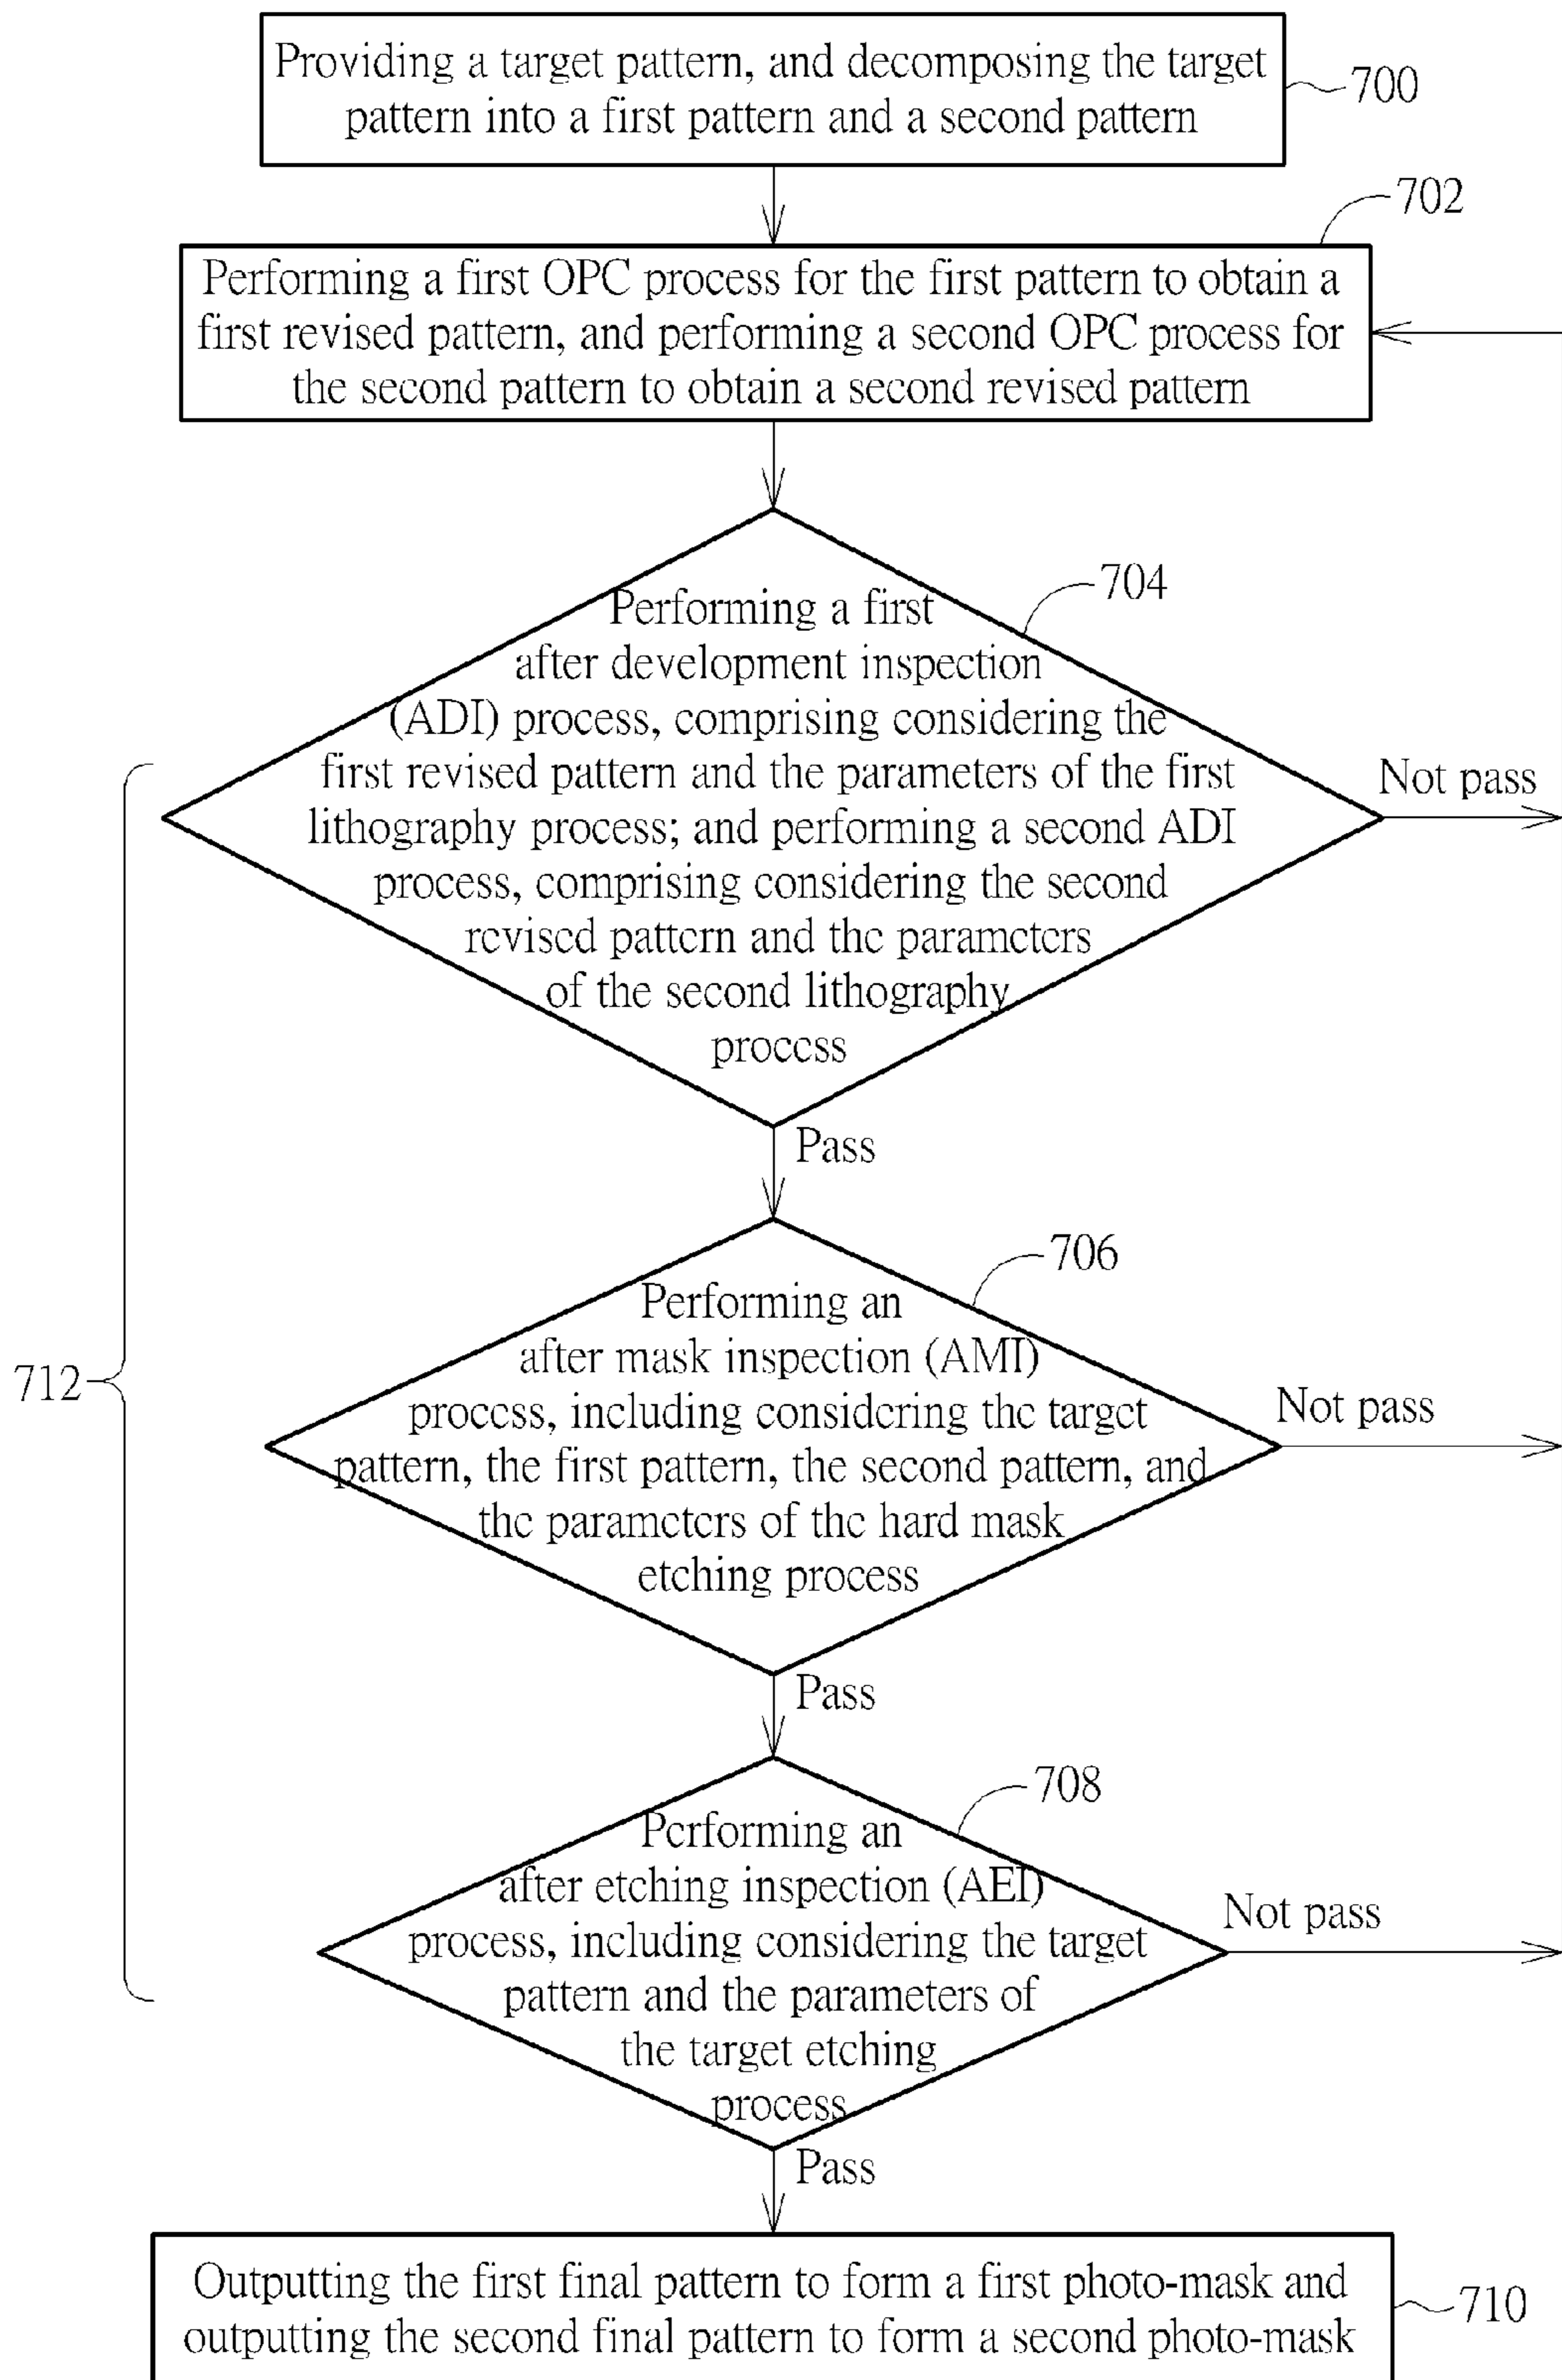 Providing a target pattern, and decomposing the target
pattern into a first pattern and a second pattern
700
702
Performing a first OPC process for the first pattern to obtain a
first revised pattern, and performing a second OPC process for
the second pattern to obtain a second revised pattern
704
Performing a first
after development inspection
(ADI) process, comprising considering the
first revised pattern and the parameters of the first
lithography process; and performing a second ADI
process, comprising considering the second
revised pattern and the parameters
of the second lithography
process
Not pass
Pass
706
Performing an
after mask inspection (AMI)
process, including considering the target
pattern, the first pattern, the second pattern, and
the parameters of the hard mask
etching process
Not pass
712
Pass
708
Performing an
after etching inspection (AEI)
process, including considering the target
pattern and the parameters of
the target etching
process
Not pass
Pass
Outputting the first final pattern to form a first photo-mask and
outputting the second final pattern to form a second photo-mask
710